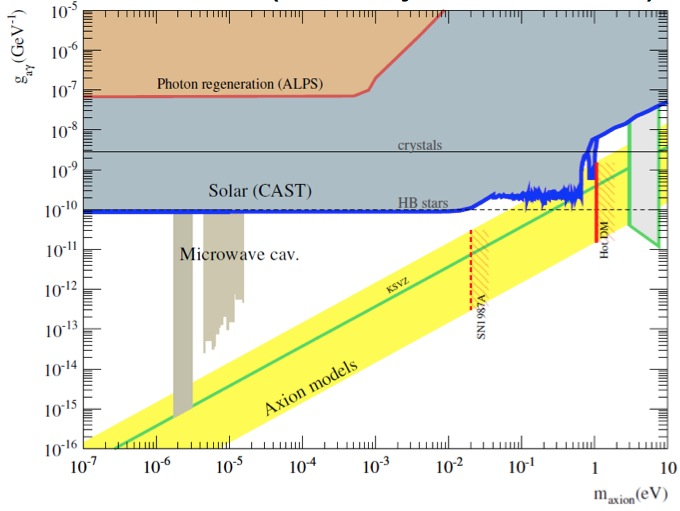 10^-5
g_aγ(GeV^-1)
10^-6
Photon regeneration (ALPS)
10^-7
10^-8
crystals
10^-9
Solar (CAST)
HB stars
10^-10
Hot DM
10^-11
Microwave cav.
10^-12
KSVZ
SN1987A
10^-13
10^-14
Axion models
10^-15
10^-16
10^-7 10^-6 10^-5 10^-4 10^-3 10^-2 10^-1 1 10
m_axion(eV)